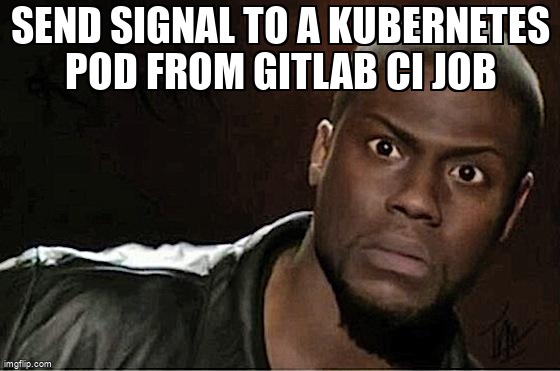 SEND SIGNAL TO A KUBERNETES
POD FROM GITLAB CI JOB
imgflip.com